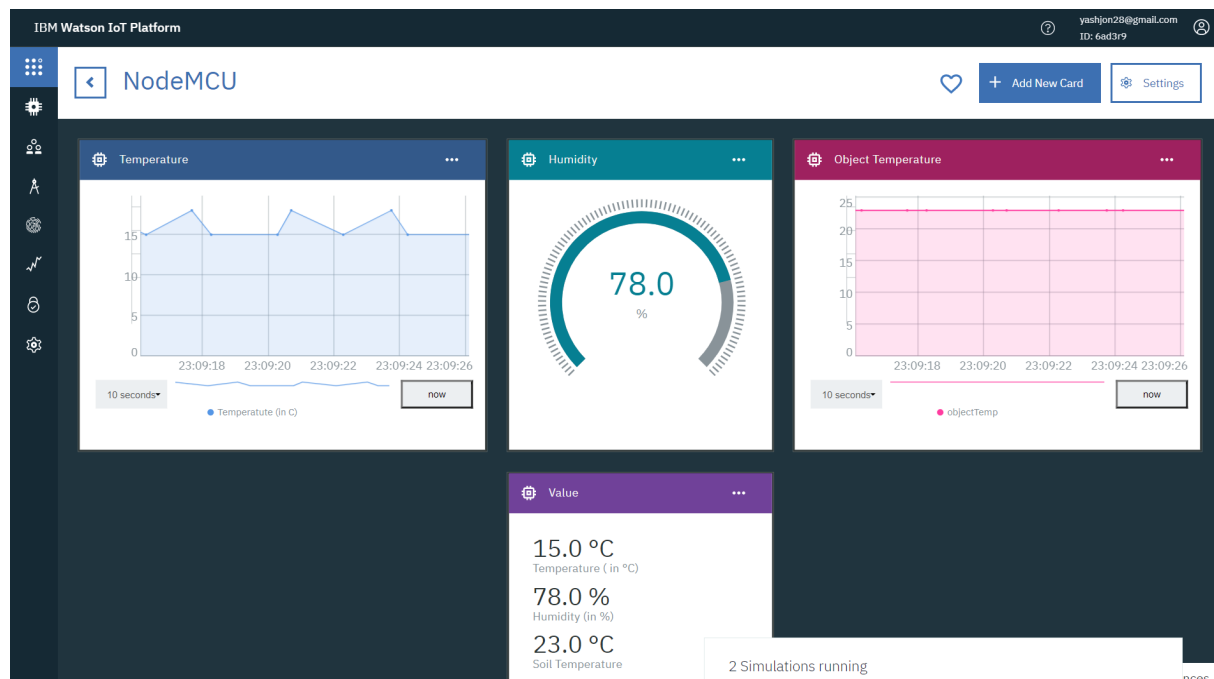 IBM Watson IoT Platform
yashjon28@gmail.com
ID: 6ad3r9
NodeMCU
+ Add New Card
Settings
Temperature
15
10
5
0
23:09:18 23:09:20 23:09:22 23:09:24 23:09:26
10 seconds
now
Temperatute (in C)
Humidity
78.0
%
Object Temperature
25
20
15
10
5
0
23:09:18 23:09:20 23:09:22 23:09:24 23:09:26
10 seconds
now
objectTemp
Value
15.0 °C
Temperature ( in °C)
78.0 %
Humidity (in %)
23.0 °C
Soil Temperature
2 Simulations running